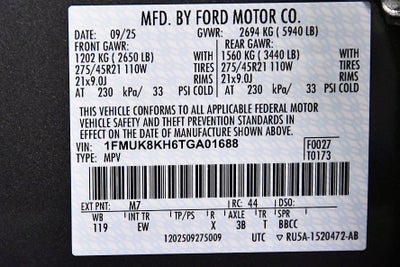 MFD. BY FORD MOTOR CO.
DATE: 09/25 GVWR: 2694 KG ( 5940 LB)
FRONT GAWR: REAR GAWR:
1202 KG ( 2650 LB) WITH 1560 KG ( 3440 LB) WITH
275/45R21 110W TIRES 275/45R21 110W TIRES
21x9.0J RIMS 21x9.0J RIMS
AT 230 kPa/ 33 PSI COLD AT 230 kPa/ 33 PSI COLD
THIS VEHICLE CONFORMS TO ALL APPLICABLE FEDERAL MOTOR
VEHICLE SAFETY AND THEFT PREVENTION STANDARDS IN
EFFECT ON THE DATE OF MANUFACTURE SHOWN ABOVE.
VIN: 1FMUK8KH6TGA01688 F0027
TYPE: MPV T0173
EXT PNT: M7 RC: 44 DSO:
WB INT TR TP/PS R AXLE TR SPR
119 EW X 3B T BBCC
1202509275009 UTC ▽ RU5A-1520472-AB